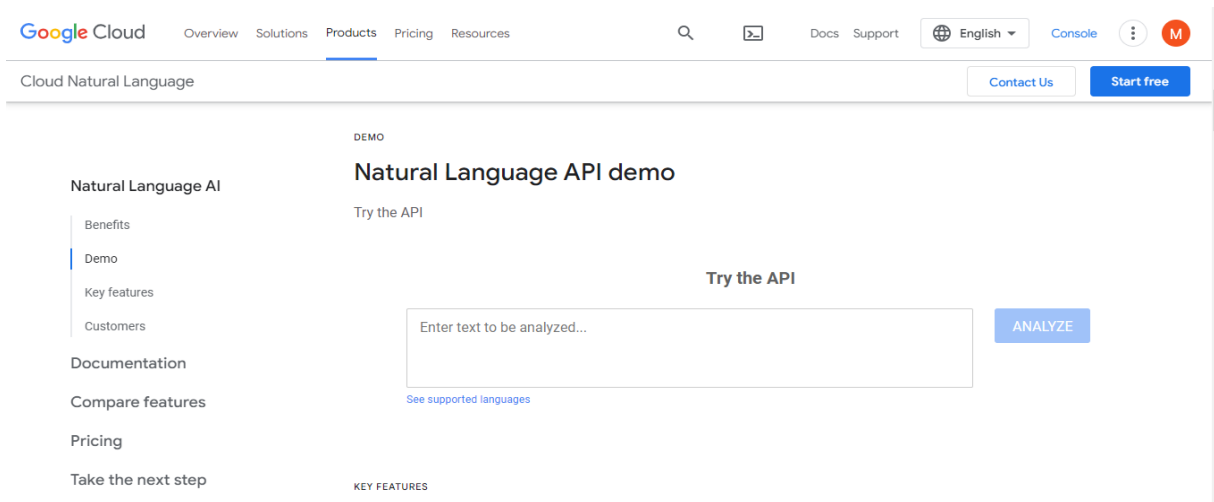 Google Cloud Overview Solutions Products Pricing Resources Docs Support English Console M
Cloud Natural Language Contact Us Start free
Natural Language AI
Benefits
Demo
Key features
Customers
Documentation
Compare features
Pricing
Take the next step
DEMO
Natural Language API demo
Try the API
Try the API
Enter text to be analyzed...
ANALYZE
See supported languages
KEY FEATURES